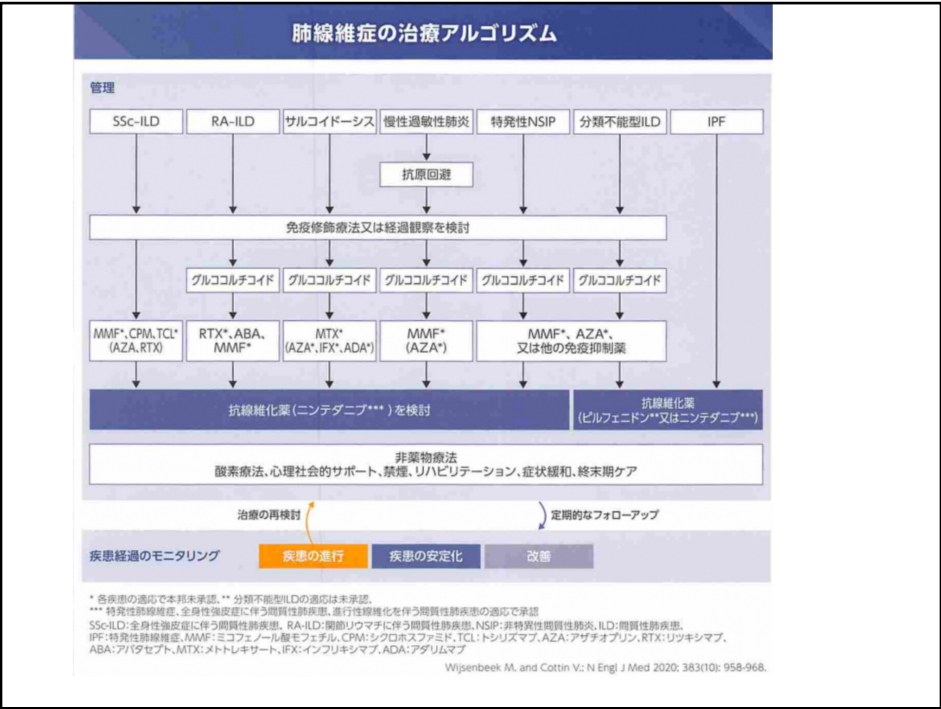 肺線維症の治療アルゴリズム
管理
SSc-ILD
RA-ILD
サルコイドーシス
慢性過敏性肺炎
特発性NSIP
分類不能型ILD
IPF
抗原回避
免疫修飾療法又は経過観察を検討
グルココルチコイド
グルココルチコイド
グルココルチコイド
グルココルチコイド
グルココルチコイド
MMF*、CPM、TCL*
(AZA、RTX)
RTX*、ABA、
MMF*
MTX*
(AZA*、IFX*、ADA*)
MMF*
(AZA*)
MMF*、AZA*、
又は他の免疫抑制薬
抗線維化薬(ニンテダニブ***)を検討
抗線維化薬
(ピルフェニドン**又はニンテダニブ***)
非薬物療法
酸素療法、心理社会的サポート、禁煙、リハビリテーション、症状緩和、終末期ケア
治療の再検討
定期的なフォローアップ
疾患経過のモニタリング
疾患の進行
疾患の安定化
改善
* 各疾患の適応で本邦未承認、** 分類不能型ILDの適応は未承認、
*** 特発性肺線維症、全身性強皮症に伴う間質性肺疾患、進行性線維化を伴う間質性肺疾患の適応で承認
SSc-ILD:全身性強皮症に伴う間質性肺疾患、RA-ILD:関節リウマチに伴う間質性肺疾患、NSIP:非特異性間質性肺炎、ILD:間質性肺疾患、
IPF:特発性肺線維症、MMF:ミコフェノール酸モフェチル、CPM:シクロホスファミド、TCL:トシリズマブ、AZA:アザチオプリン、RTX:リツキシマブ、
ABA:アバタセプト、MTX:メトトレキサート、IFX:インフリキシマブ、ADA:アダリムマブ
Wijsenbeek M. and Cottin V.: N Engl J Med 2020; 383(10): 958-968.